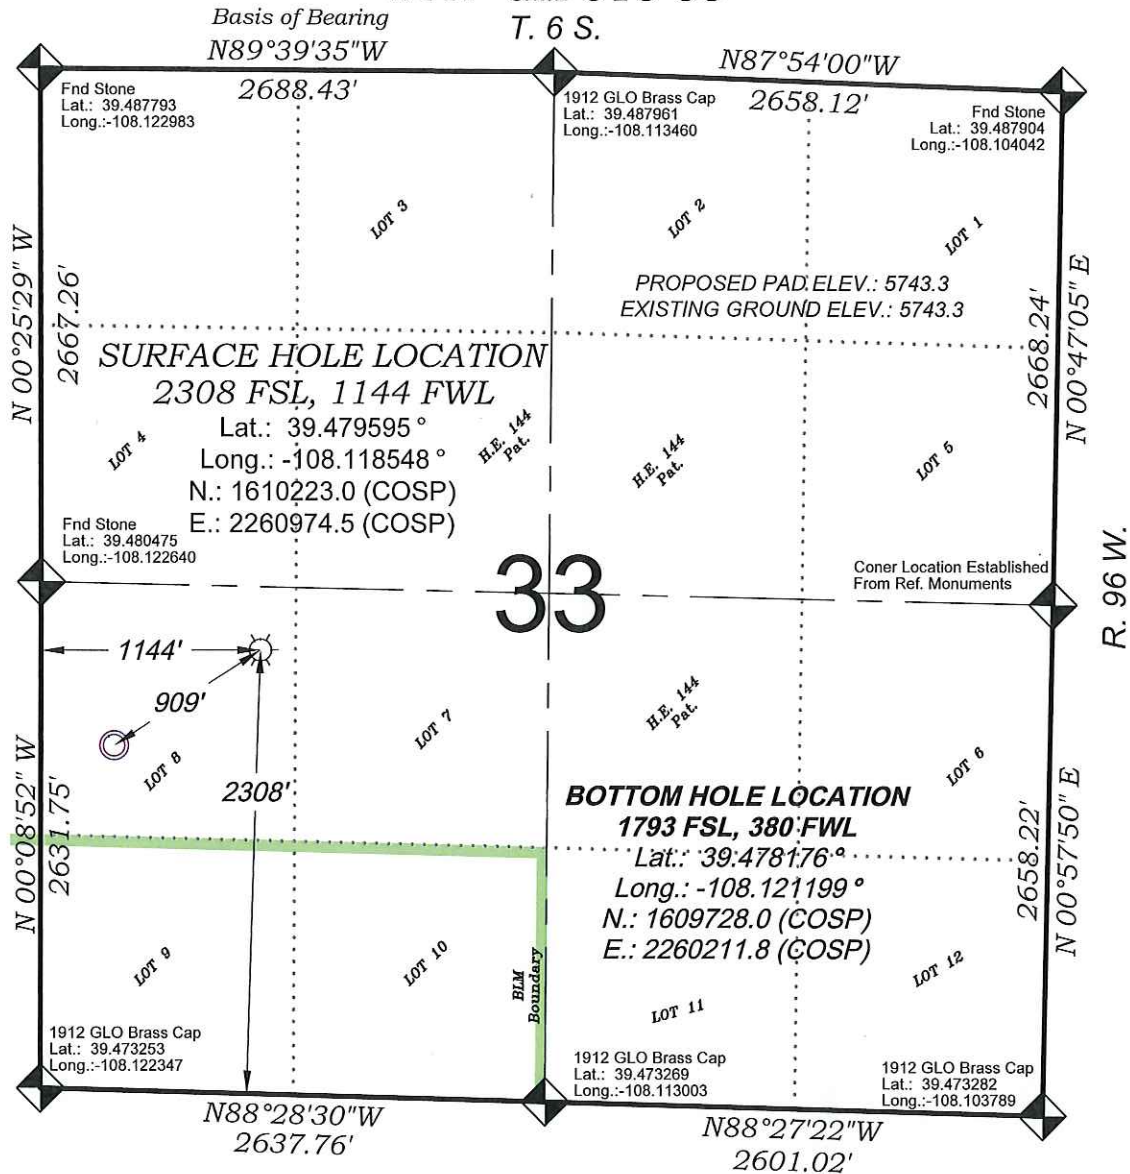 T. 6 S.
Basis of Bearing
N89°39'35"W
2688.43'
N87°54'00"W
2658.12'
Fnd Stone
Lat.: 39.487793
Long.:-108.122983
1912 GLO Brass Cap
Lat.: 39.487961
Long.:-108.113460
Fnd Stone
Lat.: 39.487904
Long.:-108.104042
LOT 3
LOT 2
LOT 1
PROPOSED PAD ELEV.: 5743.3
EXISTING GROUND ELEV.: 5743.3
N 00°25'29" W
2667.26'
2668.24'
N 00°47'05" E
SURFACE HOLE LOCATION
2308 FSL, 1144 FWL
Lat.: 39.479595 °
Long.: -108.118548 °
N.: 1610223.0 (COSP)
E.: 2260974.5 (COSP)
LOT 4
H.E. 144
Pat.
H.E. 144
Pat.
LOT 5
Fnd Stone
Lat.: 39.480475
Long.:-108.122640
33
Coner Location Established
From Ref. Monuments
R. 96 W.
1144'
909'
2308'
LOT 8
LOT 7
H.E. 144
Pat.
LOT 6
N 00°08'52" W
2631.75'
BOTTOM HOLE LOCATION
1793 FSL, 380 FWL
Lat.: 39.478176 °
Long.: -108.121199 °
N.: 1609728.0 (COSP)
E.: 2260211.8 (COSP)
2658.22'
N 00°57'50" E
LOT 9
LOT 10
BLM
Boundary
LOT 11
LOT 12
1912 GLO Brass Cap
Lat.: 39.473253
Long.:-108.122347
1912 GLO Brass Cap
Lat.: 39.473269
Long.:-108.113003
1912 GLO Brass Cap
Lat.: 39.473282
Long.:-108.103789
N88°28'30"W
2637.76'
N88°27'22"W
2601.02'